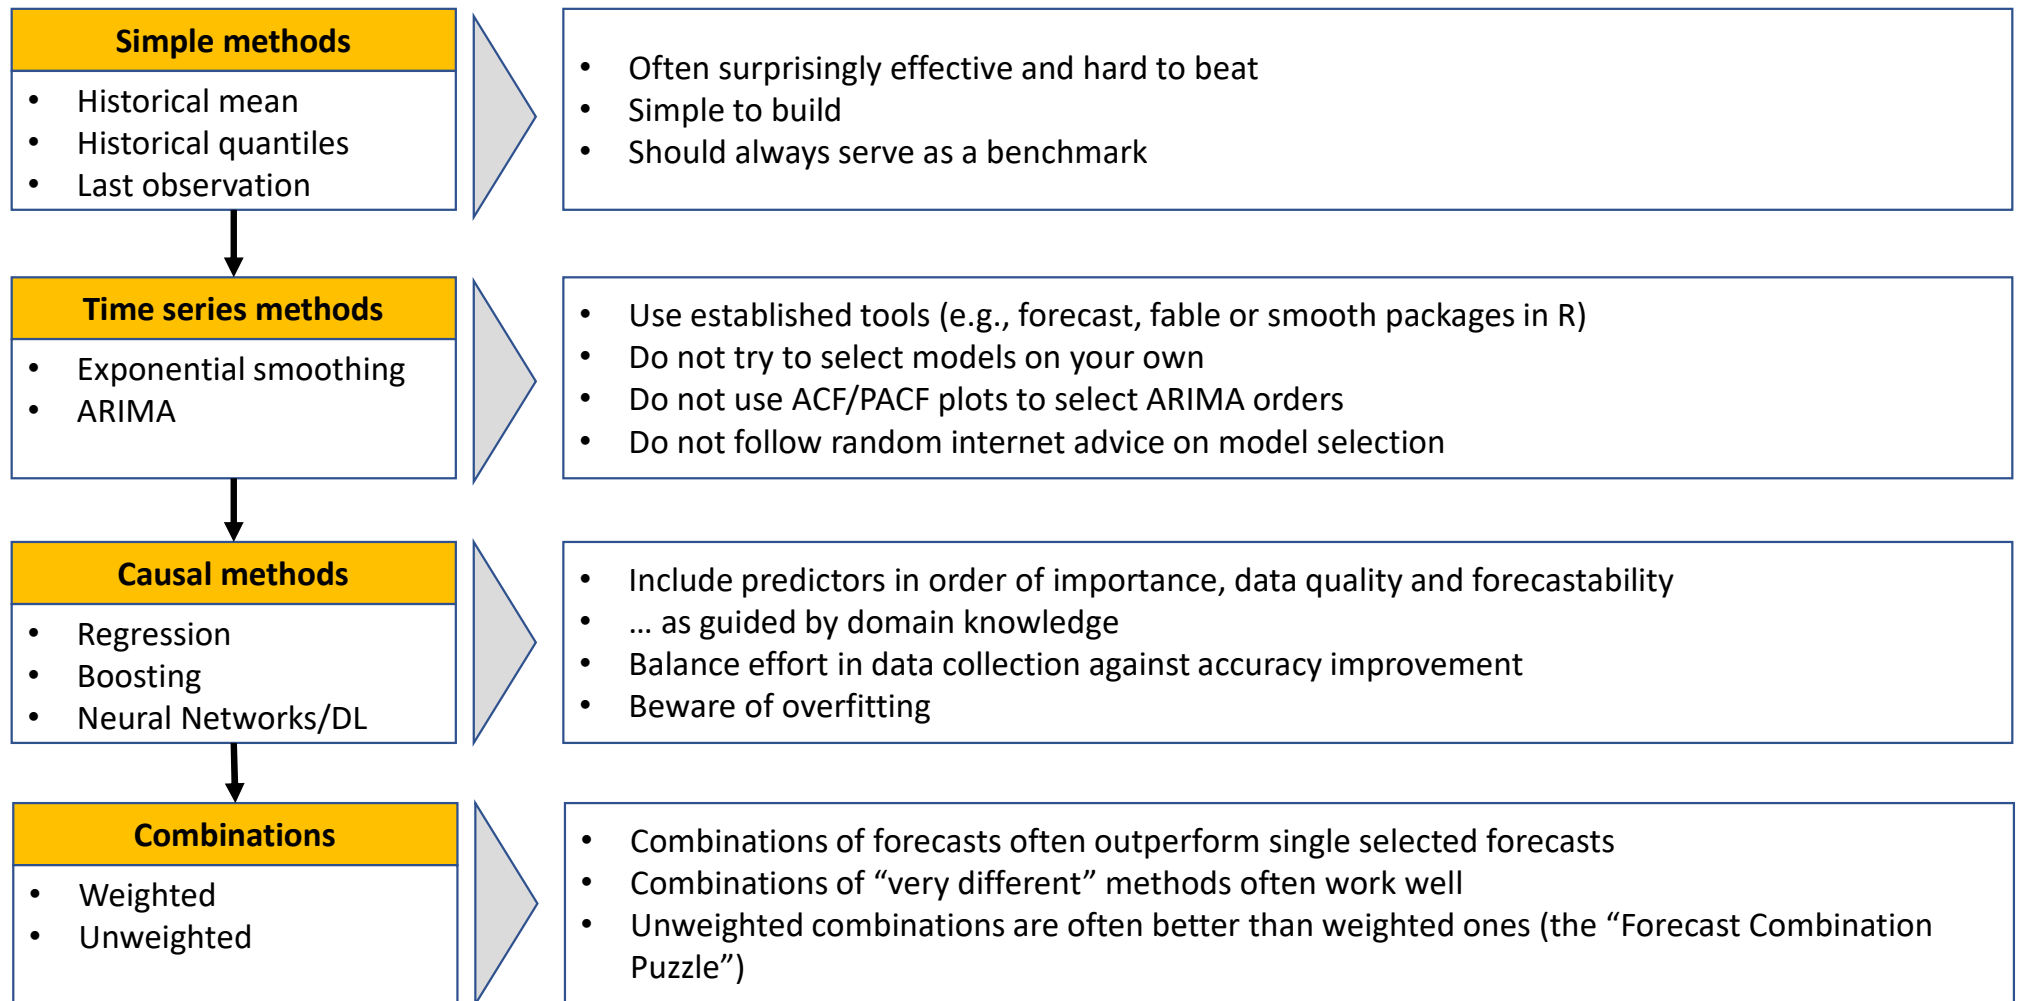 Simple methods
• Historical mean
• Historical quantiles
• Last observation
• Often surprisingly effective and hard to beat
• Simple to build
• Should always serve as a benchmark
Time series methods
• Exponential smoothing
• ARIMA
• Use established tools (e.g., forecast, fable or smooth packages in R)
• Do not try to select models on your own
• Do not use ACF/PACF plots to select ARIMA orders
• Do not follow random internet advice on model selection
Causal methods
• Regression
• Boosting
• Neural Networks/DL
• Include predictors in order of importance, data quality and forecastability
• … as guided by domain knowledge
• Balance effort in data collection against accuracy improvement
• Beware of overfitting
Combinations
• Weighted
• Unweighted
• Combinations of forecasts often outperform single selected forecasts
• Combinations of “very different” methods often work well
• Unweighted combinations are often better than weighted ones (the “Forecast Combination
Puzzle”)